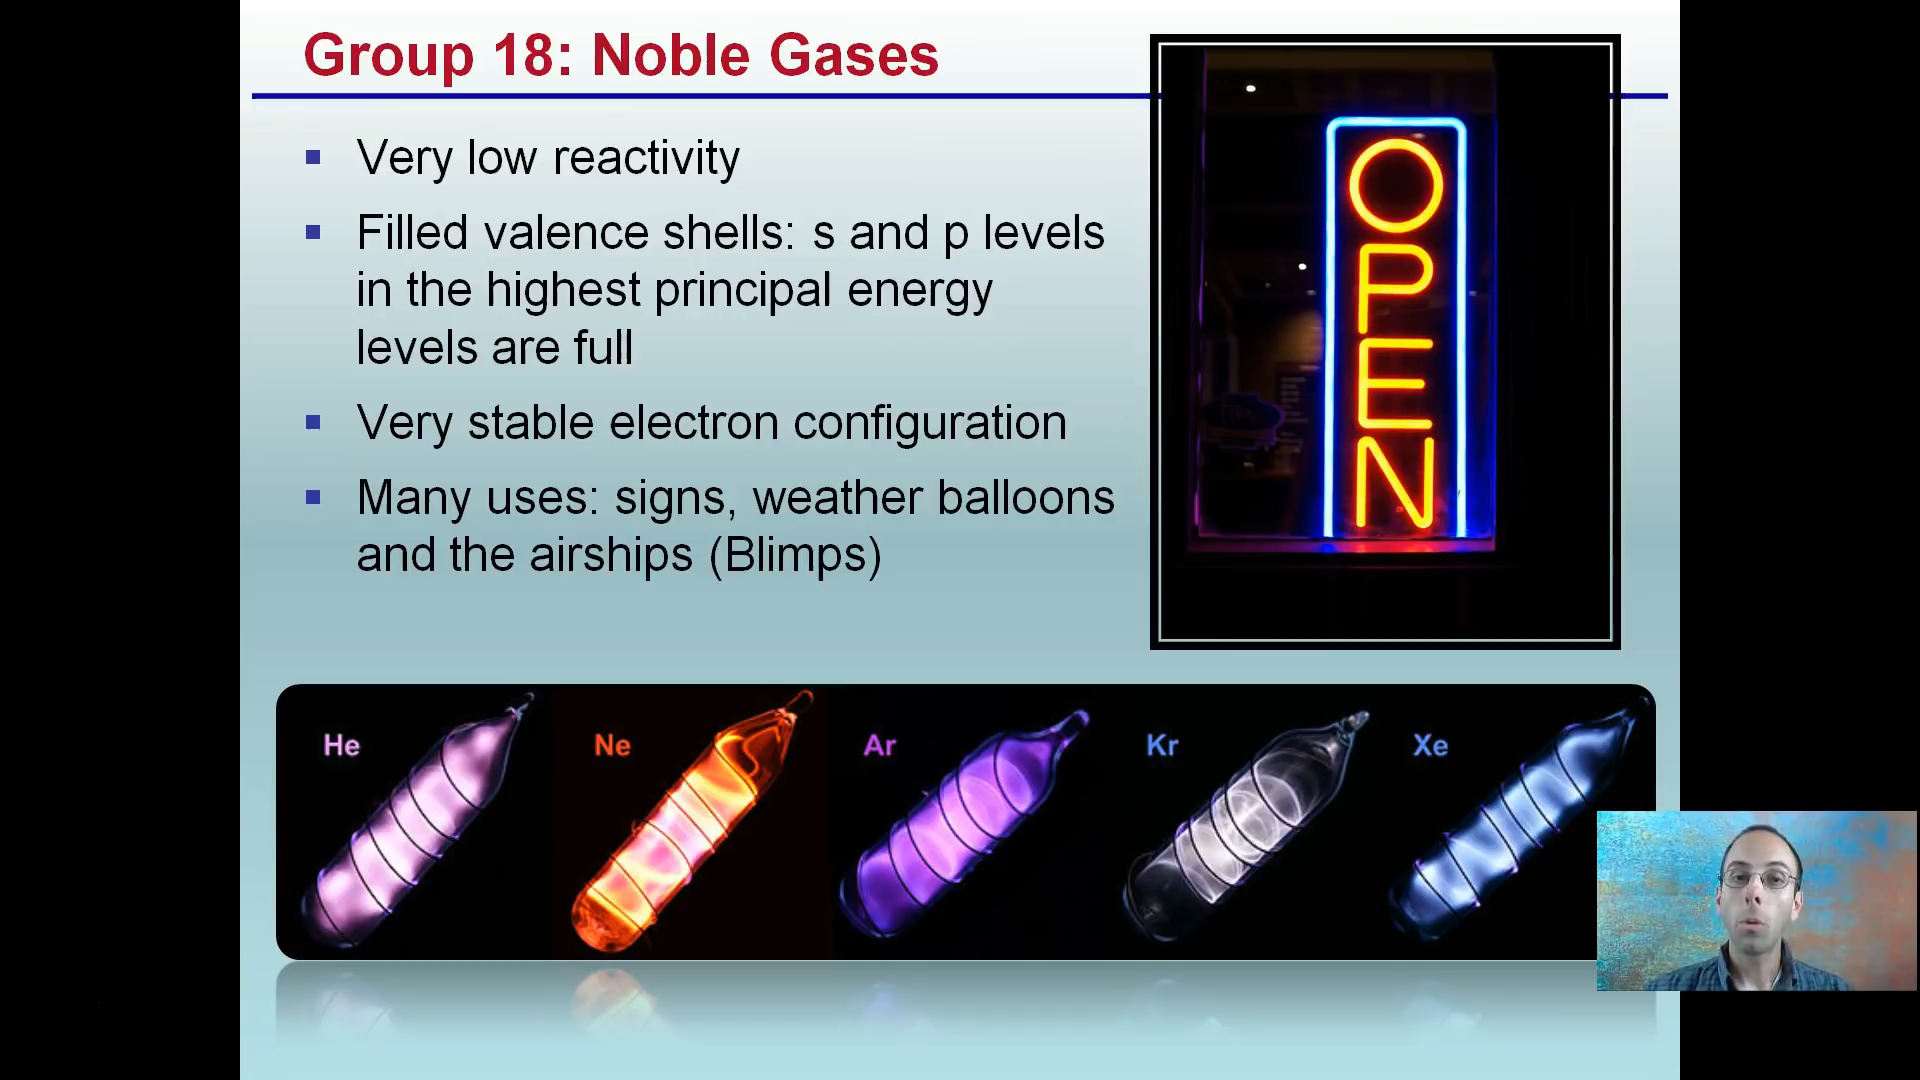 Group 18: Noble Gases
Very low reactivity
Filled valence shells: s and p levels
in the highest principal energy
levels are full
Very stable electron configuration
Many uses: signs, weather balloons
and the airships (Blimps)
OPEN
He
Ne
Ar
Kr
Xe